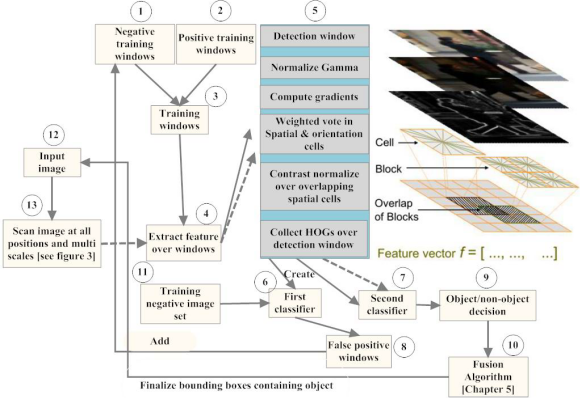 1
2
5
Negative
training
windows
Positive training
windows
Detection window
Normalize Gamma
Compute gradients
Weighted vote in
Spatial & orientation
cells
Contrast normalize
over overlapping
spatial cells
Collect HOGs over
detection window
3
Training
windows
12
Input
image
13
Scan image at all
positions and multi
scales [see figure 3]
4
Extract feature
over windows
Cell
Block
Overlap
of Blocks
Feature vector f = [ ..., ..., ...]
11
Training
negative image
set
Create
6
First
classifier
7
Second
classifier
9
Object/non-object
decision
Add
False positive
windows
8
10
Fusion
Algorithm
[Chapter 5]
Finalize bounding boxes containing object